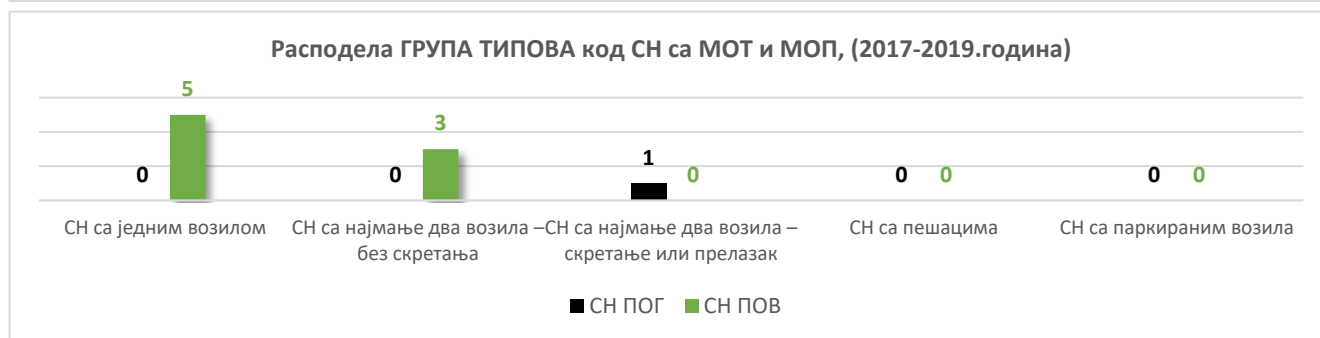 Расподела ГРУПА ТИПОВА код СН са МОТ и МОП, (2017-2019.година)
5
3
1
0
0
0
0 0
0 0
СН са једним возилом
СН са најмање два возила –
без скретања
СН са најмање два возила –
скретање или прелазак
СН са пешацима
СН са паркираним возила
СН ПОГ
СН ПОВ